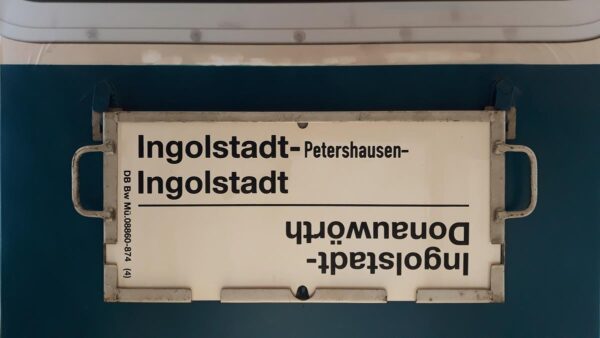 Ingolstadt-Petershausen-
Ingolstadt
Ingolstadt-
Donauwörth
DB Bw Mü.08860-874 (4)